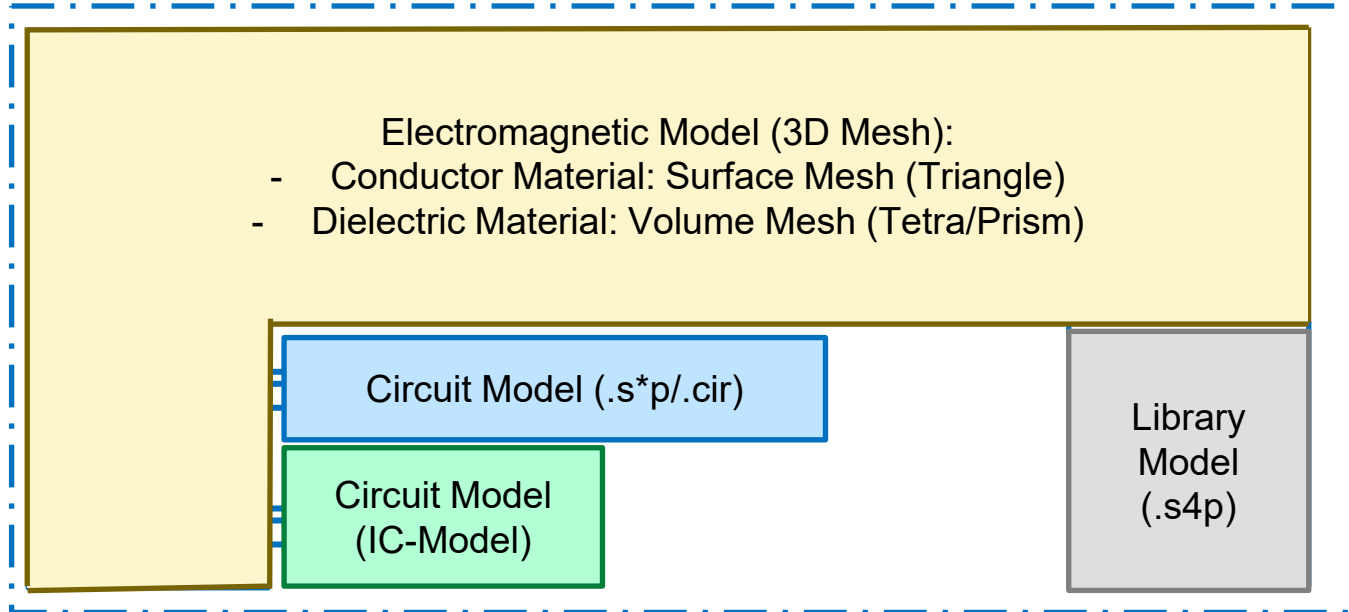 Electromagnetic Model (3D Mesh):
- Conductor Material: Surface Mesh (Triangle)
- Dielectric Material: Volume Mesh (Tetra/Prism)
Circuit Model (.s*p/.cir)
Circuit Model
(IC-Model)
Library
Model
(.s4p)